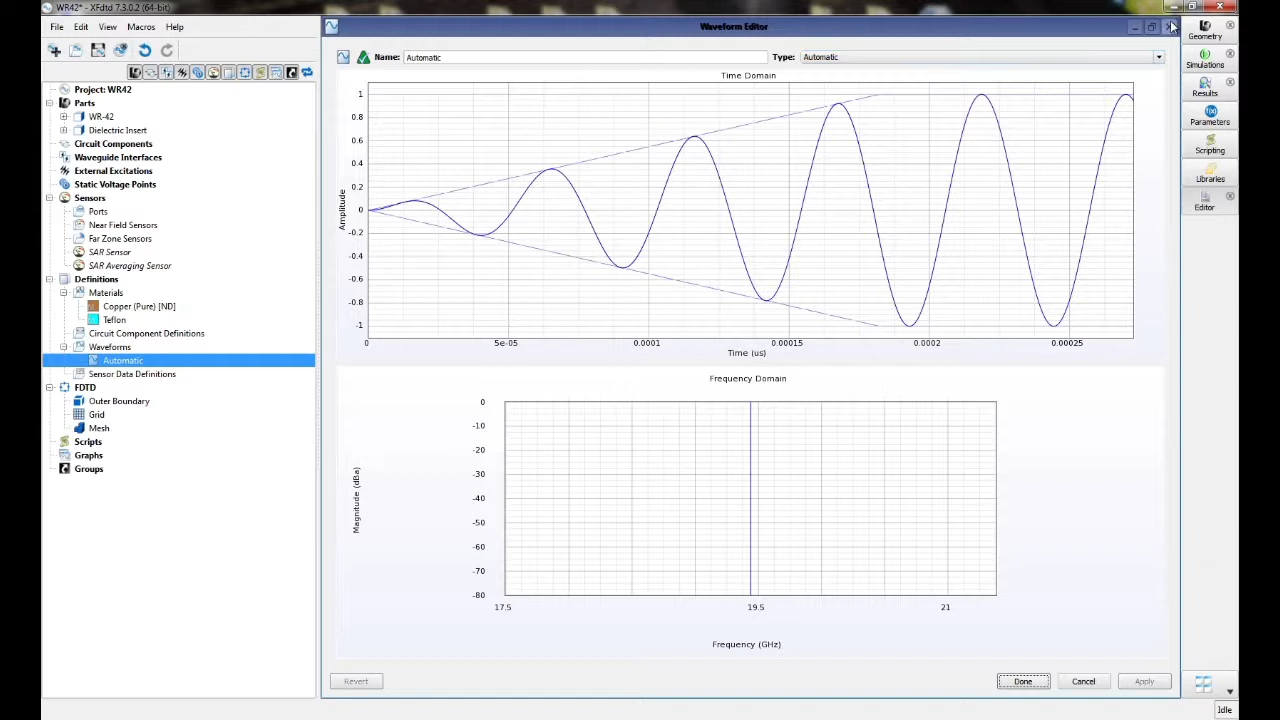 WR42* - XFdtd 7.3.0.2 (64-bit)
File Edit View Macros Help
Project: WR42
Parts
WR-42
Dielectric Insert
Circuit Components
Waveguide Interfaces
External Excitations
Static Voltage Points
Sensors
Ports
Near Field Sensors
Far Zone Sensors
SAR Sensor
SAR Averaging Sensor
Definitions
Materials
Copper (Pure) [ND]
Teflon
Circuit Component Definitions
Waveforms
Automatic
Sensor Data Definitions
FDTD
Outer Boundary
Grid
Mesh
Scripts
Graphs
Groups
Waveform Editor
Name: Automatic Type: Automatic
Time Domain
1
0.8
0.6
0.4
0.2
0
-0.2
-0.4
-0.6
-0.8
-1
Amplitude
0 5e-05 0.0001 0.00015 0.0002 0.00025
Time (us)
Frequency Domain
0
-10
-20
-30
-40
-50
-60
-70
-80
Magnitude (dBa)
17.5 19.5 21
Frequency (GHz)
Revert Done Cancel Apply
Geometry
Simulations
Results
f(x)
Parameters
Scripting
Libraries
Editor
Idle